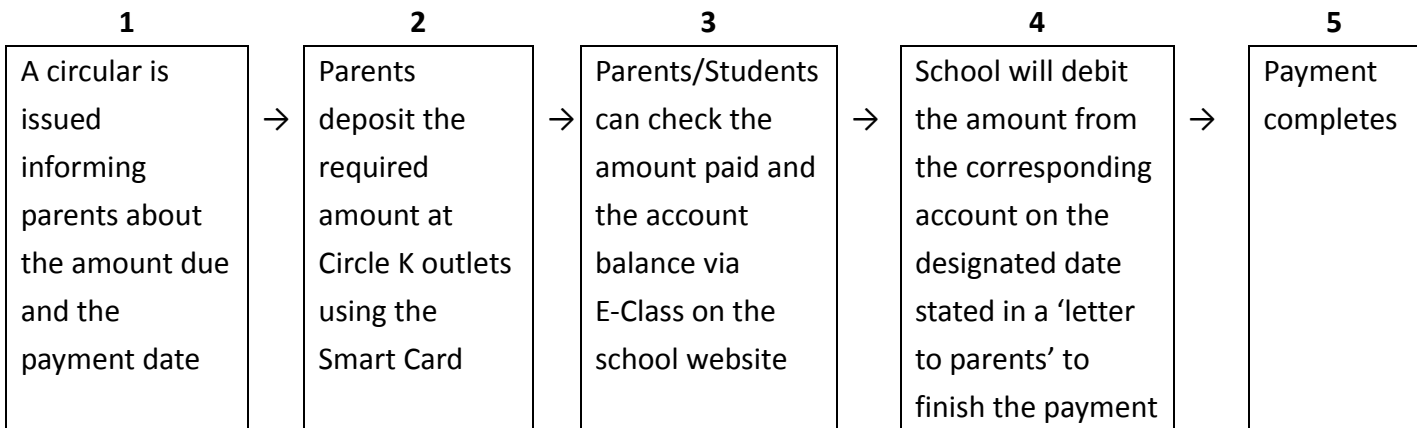 1
2
3
4
5
A circular is
issued
informing
parents about
the amount due
and the
payment date
→
Parents
deposit the
required
amount at
Circle K outlets
using the
Smart Card
→
Parents/Students
can check the
amount paid and
the account
balance via
E-Class on the
school website
→
School will debit
the amount from
the corresponding
account on the
designated date
stated in a ‘letter
to parents’ to
finish the payment
→
Payment
completes